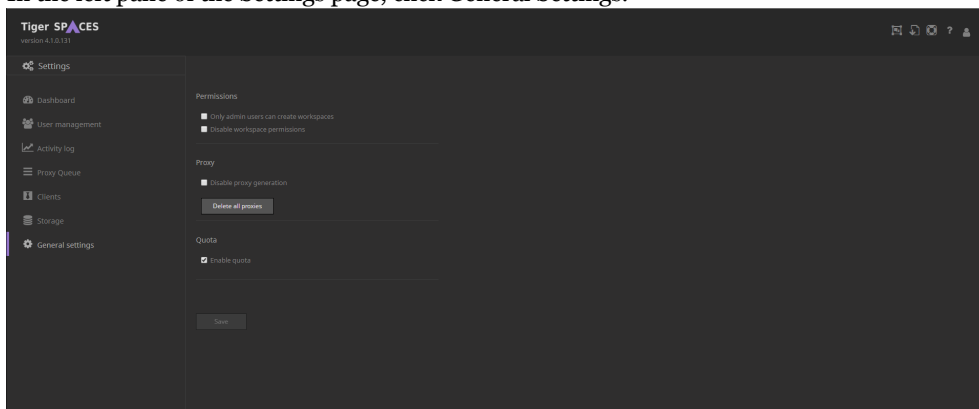 In the left pane of the Settings page, click General Settings.
Tiger SPACES
version 4.1.0.131
?
Settings
Dashboard
User management
Activity log
Proxy Queue
Clients
Storage
General settings
Permissions
Only admin users can create workspaces
Disable workspace permissions
Proxy
Disable proxy generation
Delete all proxies
Quota
Enable quota
Save